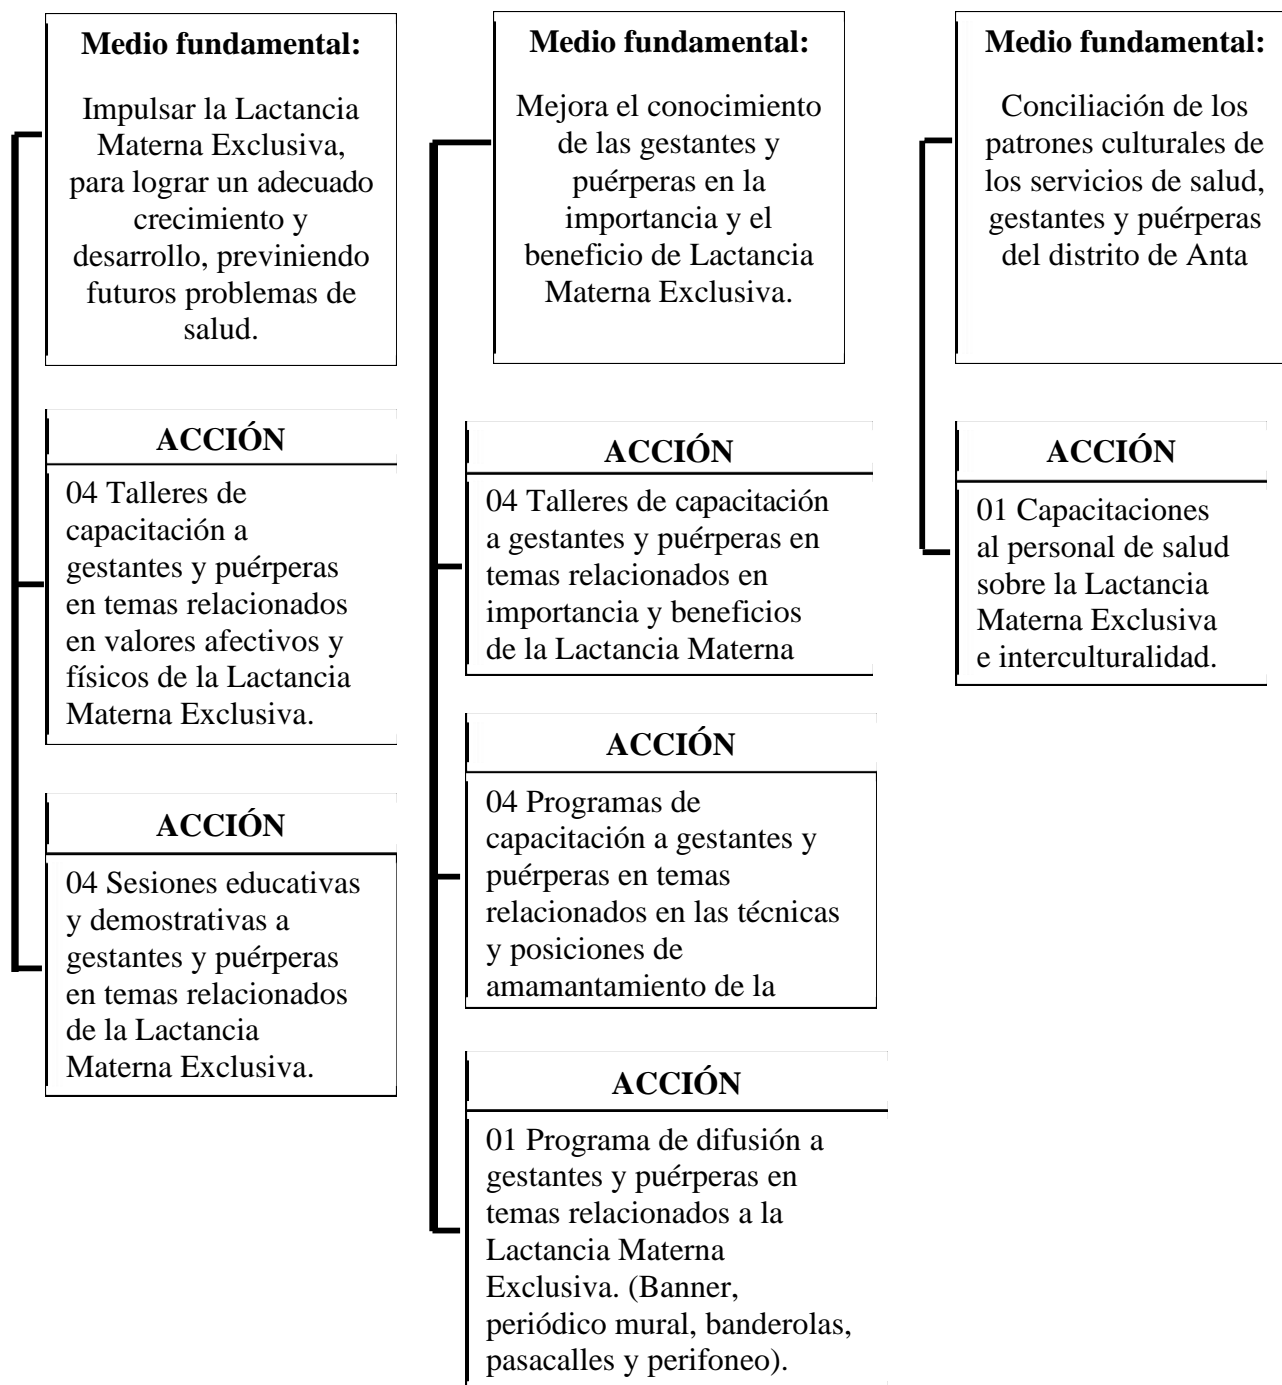 Medio fundamental:
Impulsar la Lactancia
Materna Exclusiva,
para lograr un adecuado
crecimiento y
desarrollo, previniendo
futuros problemas de
salud.
ACCIÓN
04 Talleres de
capacitación a
gestantes y puérperas
en temas relacionados
en valores afectivos y
físicos de la Lactancia
Materna Exclusiva.
ACCIÓN
04 Sesiones educativas
y demostrativas a
gestantes y puérperas
en temas relacionados
de la Lactancia
Materna Exclusiva.
Medio fundamental:
Mejora el conocimiento
de las gestantes y
puérperas en la
importancia y el
beneficio de Lactancia
Materna Exclusiva.
ACCIÓN
04 Talleres de capacitación
a gestantes y puérperas en
temas relacionados en
importancia y beneficios
de la Lactancia Materna
ACCIÓN
04 Programas de
capacitación a gestantes y
puérperas en temas
relacionados en las técnicas
y posiciones de
amamantamiento de la
ACCIÓN
01 Programa de difusión a
gestantes y puérperas en
temas relacionados a la
Lactancia Materna
Exclusiva. (Banner,
periódico mural, banderolas,
pasacalles y perifoneo).
Medio fundamental:
Conciliación de los
patrones culturales de
los servicios de salud,
gestantes y puérperas
del distrito de Anta
ACCIÓN
01 Capacitaciones
al personal de salud
sobre la Lactancia
Materna Exclusiva
e interculturalidad.